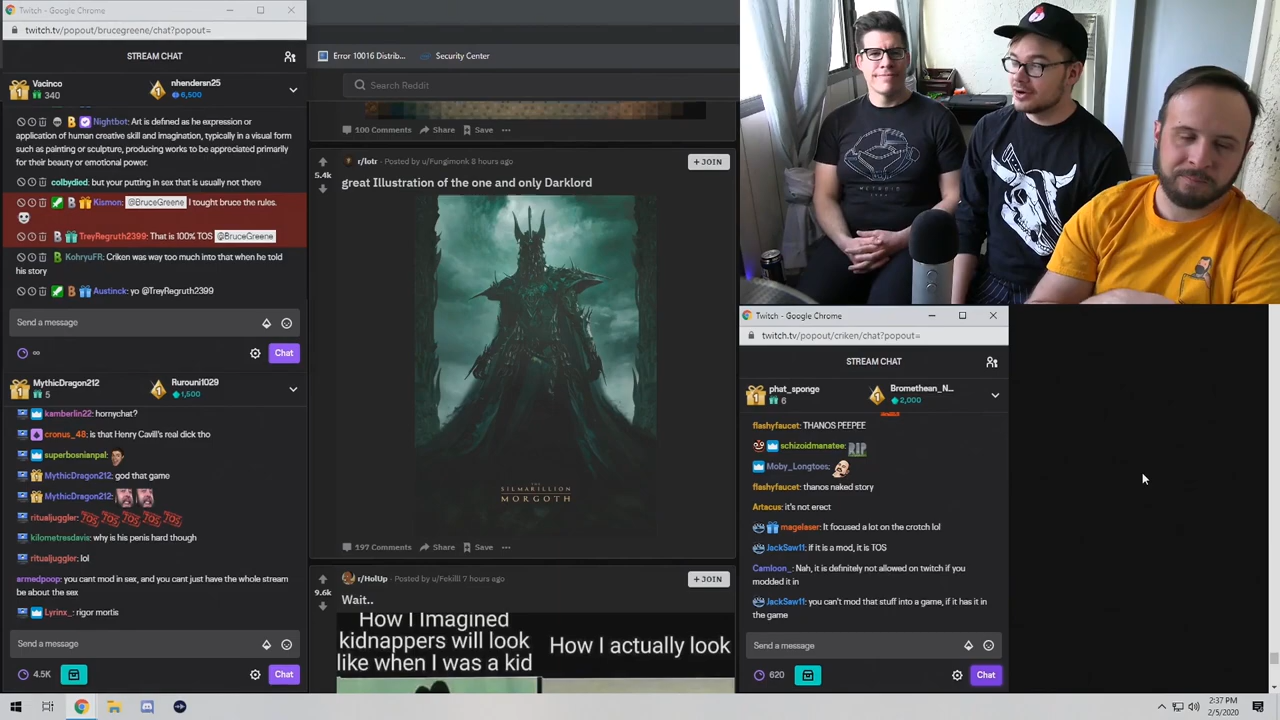 Twitch - Google Chrome
twitch.tv/popout/brucegreene/chat?popout=
STREAM CHAT
Vacinco
340
nhersteren25
6,500
Nightbot: Art is defined as he expression or
application of human creative skill and imagination, typically in a visual form
such as painting or sculpture, producing works to be appreciated primarily
for their beauty or emotional power.
colbydied: but your putting in sex that is usually not there
Kismon: @BruceGreene I tought bruce the rules.
TreyRegruth2399: That is 100% TOS @BruceGreene
KohryuFR: Criken was way too much into that when he told
his story
Austinck: yo @TreyRegruth2399
Send a message
∞
Chat
MythicDragon212
5
Rurouni1029
1,500
kamberlin22: hornychat?
cronus_48: is that Henry Cavill's real dick tho
superbosnianpal:
MythicDragon212: god that game
MythicDragon212:
ritualjuggler: TOS TOS TOS TOS TOS
kilometresdavis: why is his penis hard though
ritualjuggler: lol
armedpoop: you cant mod in sex, and you cant just have the whole stream
be about the sex
Lyrinx_: rigor mortis
Send a message
4.5K
Chat
Error 10016 Distrib...
Security Center
Search Reddit
100 Comments
Share
Save
5.4k
r/lotr · Posted by u/Fungimonk 8 hours ago
+ JOIN
great Illustration of the one and only Darklord
THE
SILMARILLION
MORGOTH
197 Comments
Share
Save
9.6k
r/HolUp · Posted by u/Fekilll 7 hours ago
+ JOIN
Wait..
How I Imagined
kidnappers will look
like when I was a kid
How I actually look
METROID
Twitch - Google Chrome
twitch.tv/popout/criken/chat?popout=
STREAM CHAT
phat_sponge
6
Bromethean_N...
2,000
flashyfaucet: THANOS PEEPEE
schizoidmanatee: RIP
Moby_Longtoes:
flashyfaucet: thanos naked story
Artacus: it's not erect
magelaser: It focused a lot on the crotch lol
JackSaw11: if it is a mod, it is TOS
Camloon_: Nah, it is definitely not allowed on twitch if you
modded it in
JackSaw11: you can't mod that stuff into a game, if it has it in
the game
Send a message
620
Chat
2:37 PM
2/5/2020